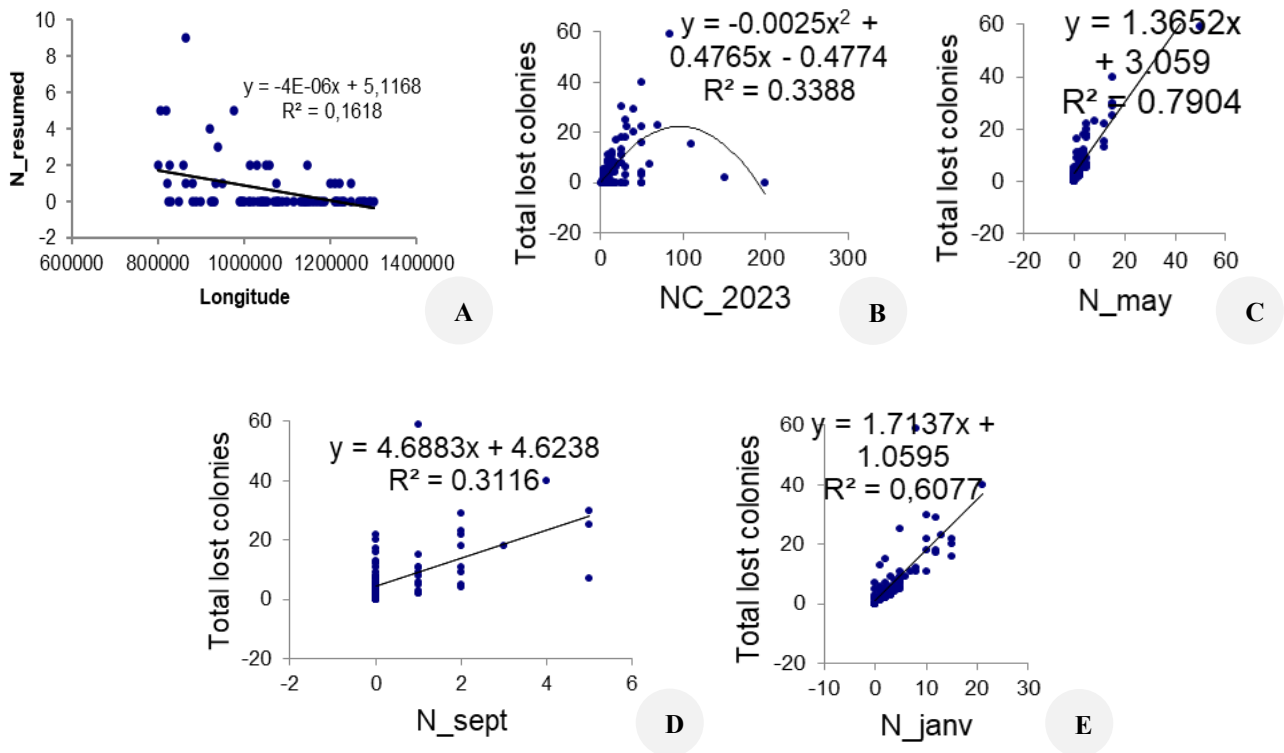 10
8
6
4
2
0
-2
N_resumed
y = -4E-06x + 5,1168
R² = 0,1618
600000 800000 1000000 1200000 1400000
Longitude
A
60
40
20
0
-20
Total lost colonies
y = -0.0025x² +
0.4765x - 0.4774
R² = 0.3388
0 100 200 300
NC_2023
B
60
40
20
0
-20
Total lost colonies
y = 1.3652x
+ 3.059
R² = 0.7904
-20 0 20 40 60
N_may
C
60
40
20
0
-20
Total lost colonies
y = 4.6883x + 4.6238
R² = 0.3116
-2 0 2 4 6
N_sept
D
60
40
20
0
-20
Total lost colonies
y = 1.7137x +
1.0595
R² = 0,6077
-10 0 10 20 30
N_janv
E